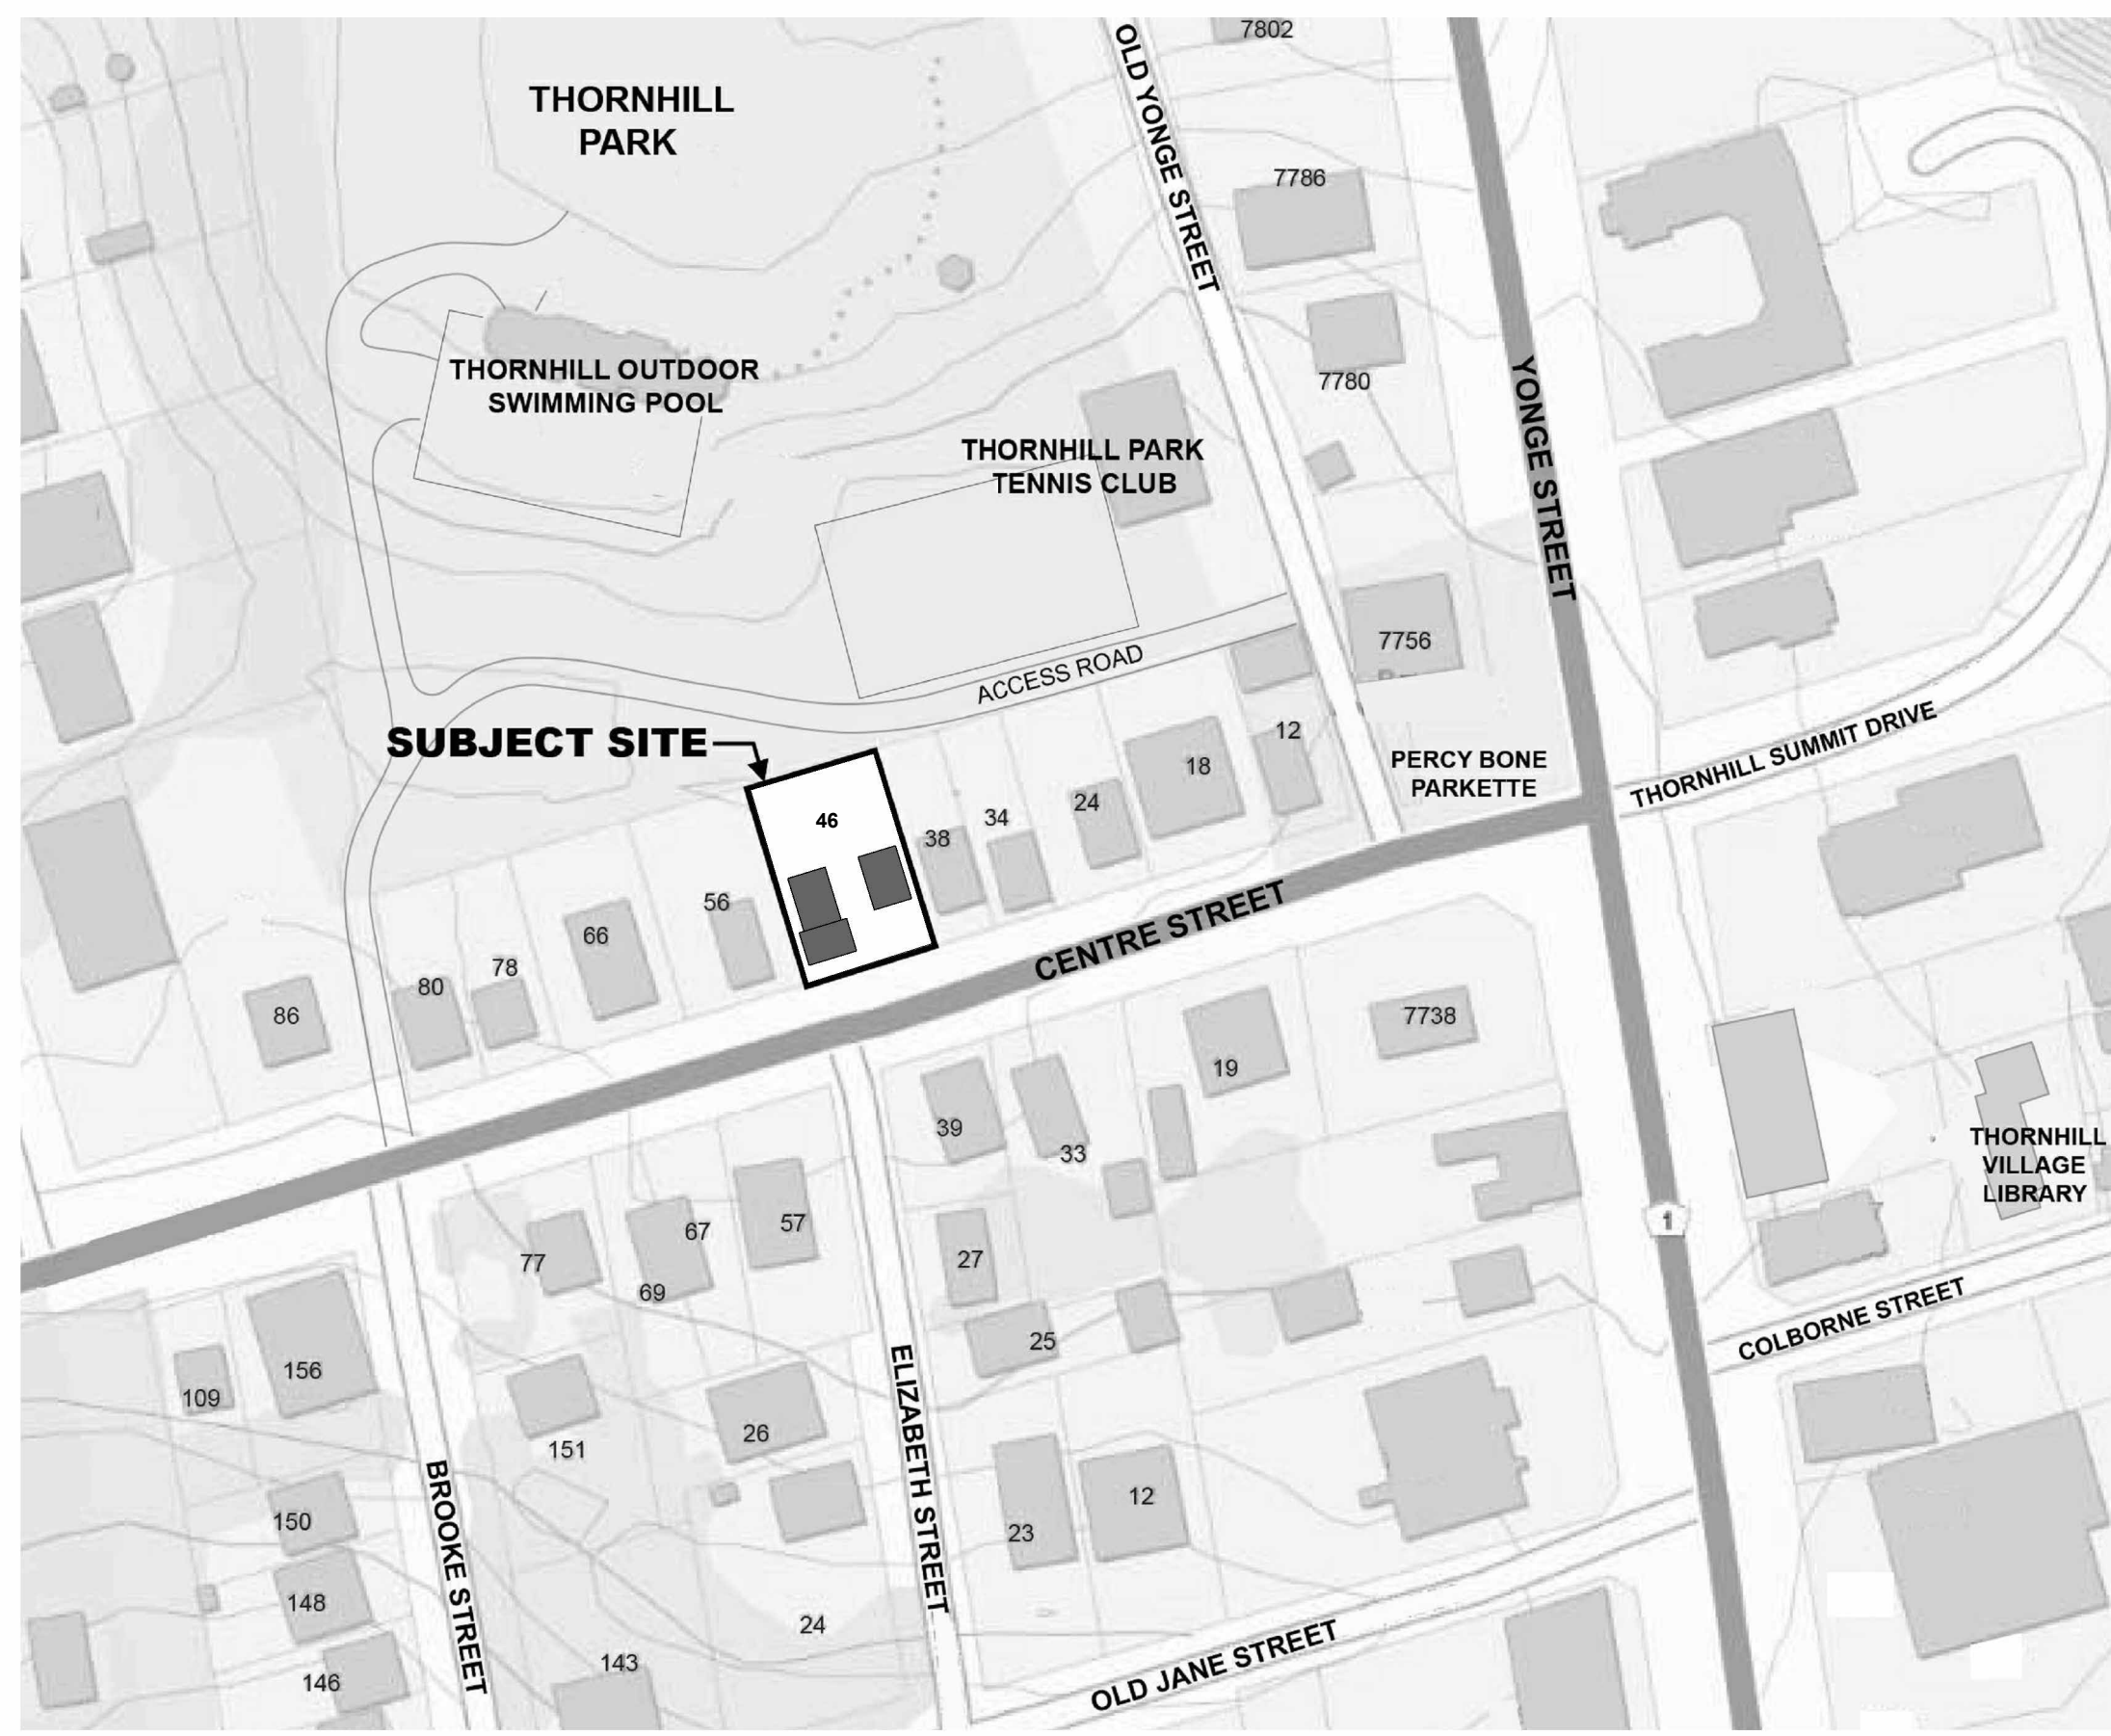 7802
OLD YONGE STREET
THORNHILL
PARK
7786
THORNHILL OUTDOOR
SWIMMING POOL
7780
YONGE STREET
THORNHILL PARK
TENNIS CLUB
7756
ACCESS ROAD
SUBJECT SITE
12
18
PERCY BONE
PARKETTE
THORNHILL SUMMIT DRIVE
46
24
34
38
56
66
78
80
86
CENTRE STREET
7738
19
39
33
THORNHILL
VILLAGE
LIBRARY
1
57
67
77
69
27
25
COLBORNE STREET
156
109
151
26
ELIZABETH STREET
BROOKE STREET
12
23
150
148
24
143
146
OLD JANE STREET